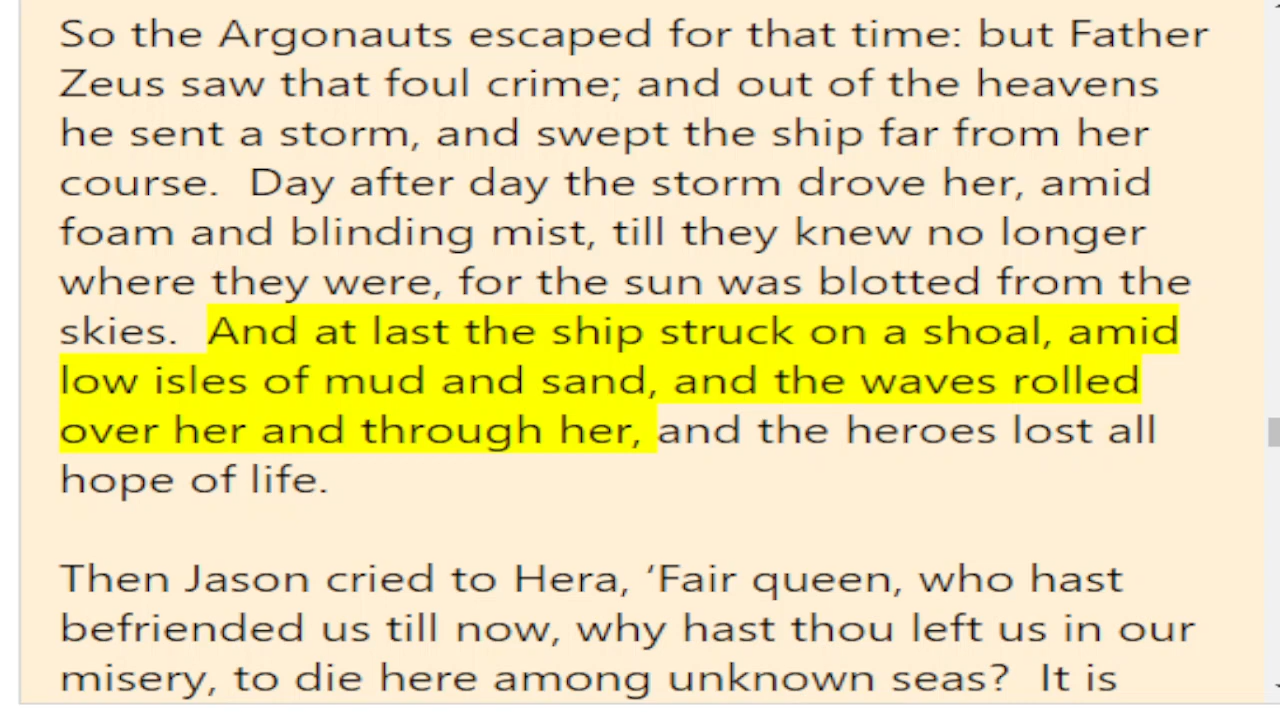 So the Argonauts escaped for that time: but Father
Zeus saw that foul crime; and out of the heavens
he sent a storm, and swept the ship far from her
course.  Day after day the storm drove her, amid
foam and blinding mist, till they knew no longer
where they were, for the sun was blotted from the
skies.  And at last the ship struck on a shoal, amid
low isles of mud and sand, and the waves rolled
over her and through her, and the heroes lost all
hope of life.
Then Jason cried to Hera, ‘Fair queen, who hast
befriended us till now, why hast thou left us in our
misery, to die here among unknown seas?  It is